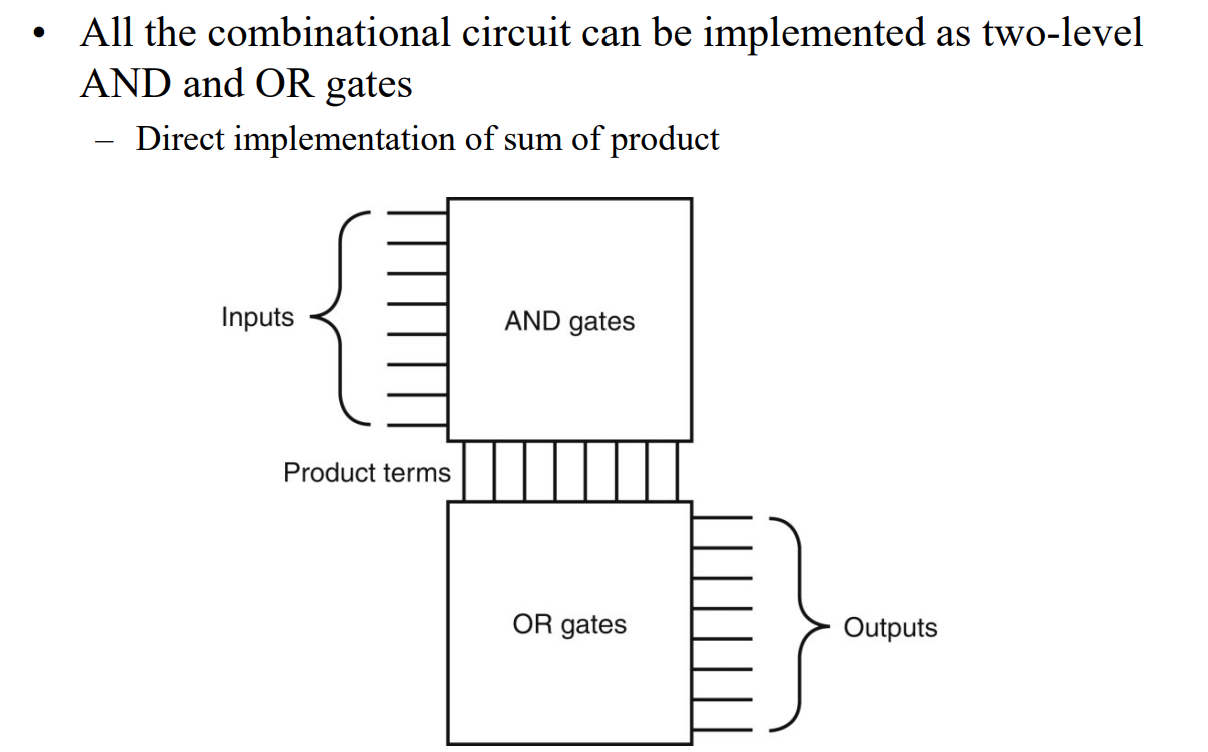 • All the combinational circuit can be implemented as two-level
AND and OR gates
– Direct implementation of sum of product
Inputs
AND gates
Product terms
OR gates
Outputs